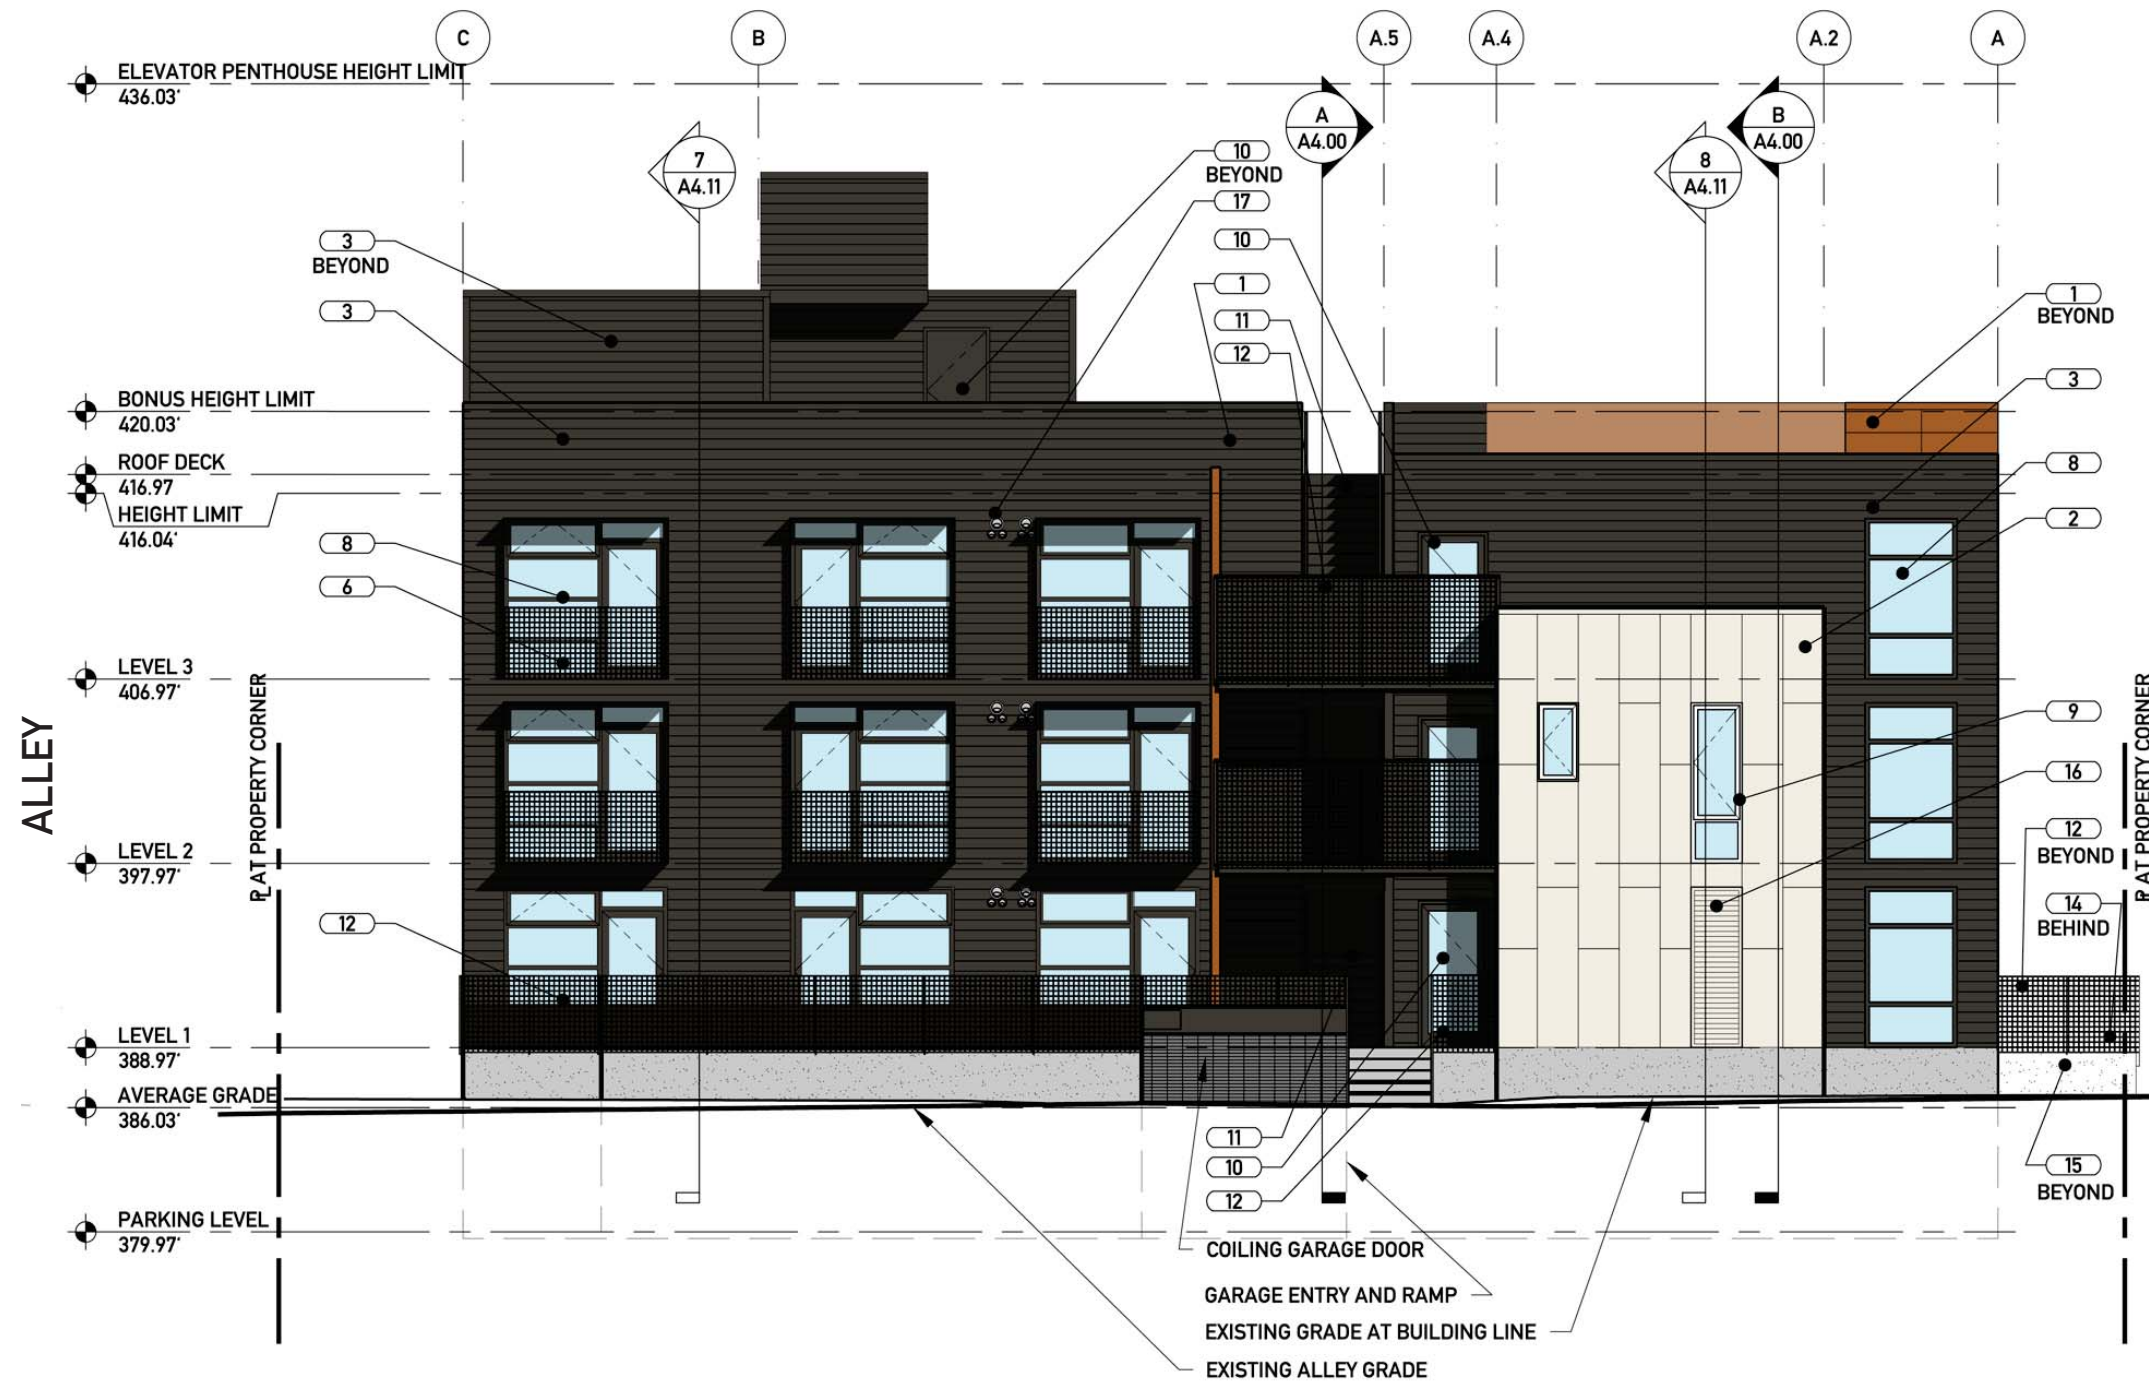 C
B
A.5
A.4
A.2
A
ELEVATOR PENTHOUSE HEIGHT LIMIT
436.03'
A
A4.00
B
A4.00
7
A4.11
8
A4.11
10
BEYOND
17
10
1
11
12
3
BEYOND
3
1
BEYOND
3
8
2
BONUS HEIGHT LIMIT
420.03'
ROOF DECK
416.97
HEIGHT LIMIT
416.04'
8
6
LEVEL 3
406.97'
ALLEY
PL AT PROPERTY CORNER
PL AT PROPERTY CORNER
9
16
12
BEYOND
14
BEHIND
LEVEL 2
397.97'
12
LEVEL 1
388.97'
AVERAGE GRADE
386.03'
11
10
12
15
BEYOND
PARKING LEVEL
379.97'
COILING GARAGE DOOR
GARAGE ENTRY AND RAMP
EXISTING GRADE AT BUILDING LINE
EXISTING ALLEY GRADE